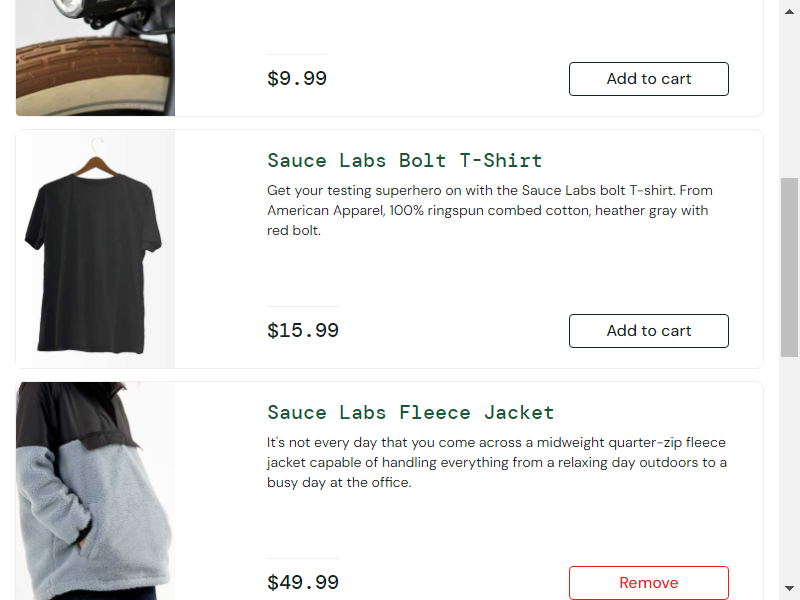 $9.99
Add to cart
Sauce Labs Bolt T-Shirt
Get your testing superhero on with the Sauce Labs bolt T-shirt. From
American Apparel, 100% ringspun combed cotton, heather gray with
red bolt.
$15.99
Add to cart
Sauce Labs Fleece Jacket
It's not every day that you come across a midweight quarter-zip fleece
jacket capable of handling everything from a relaxing day outdoors to a
busy day at the office.
$49.99
Remove